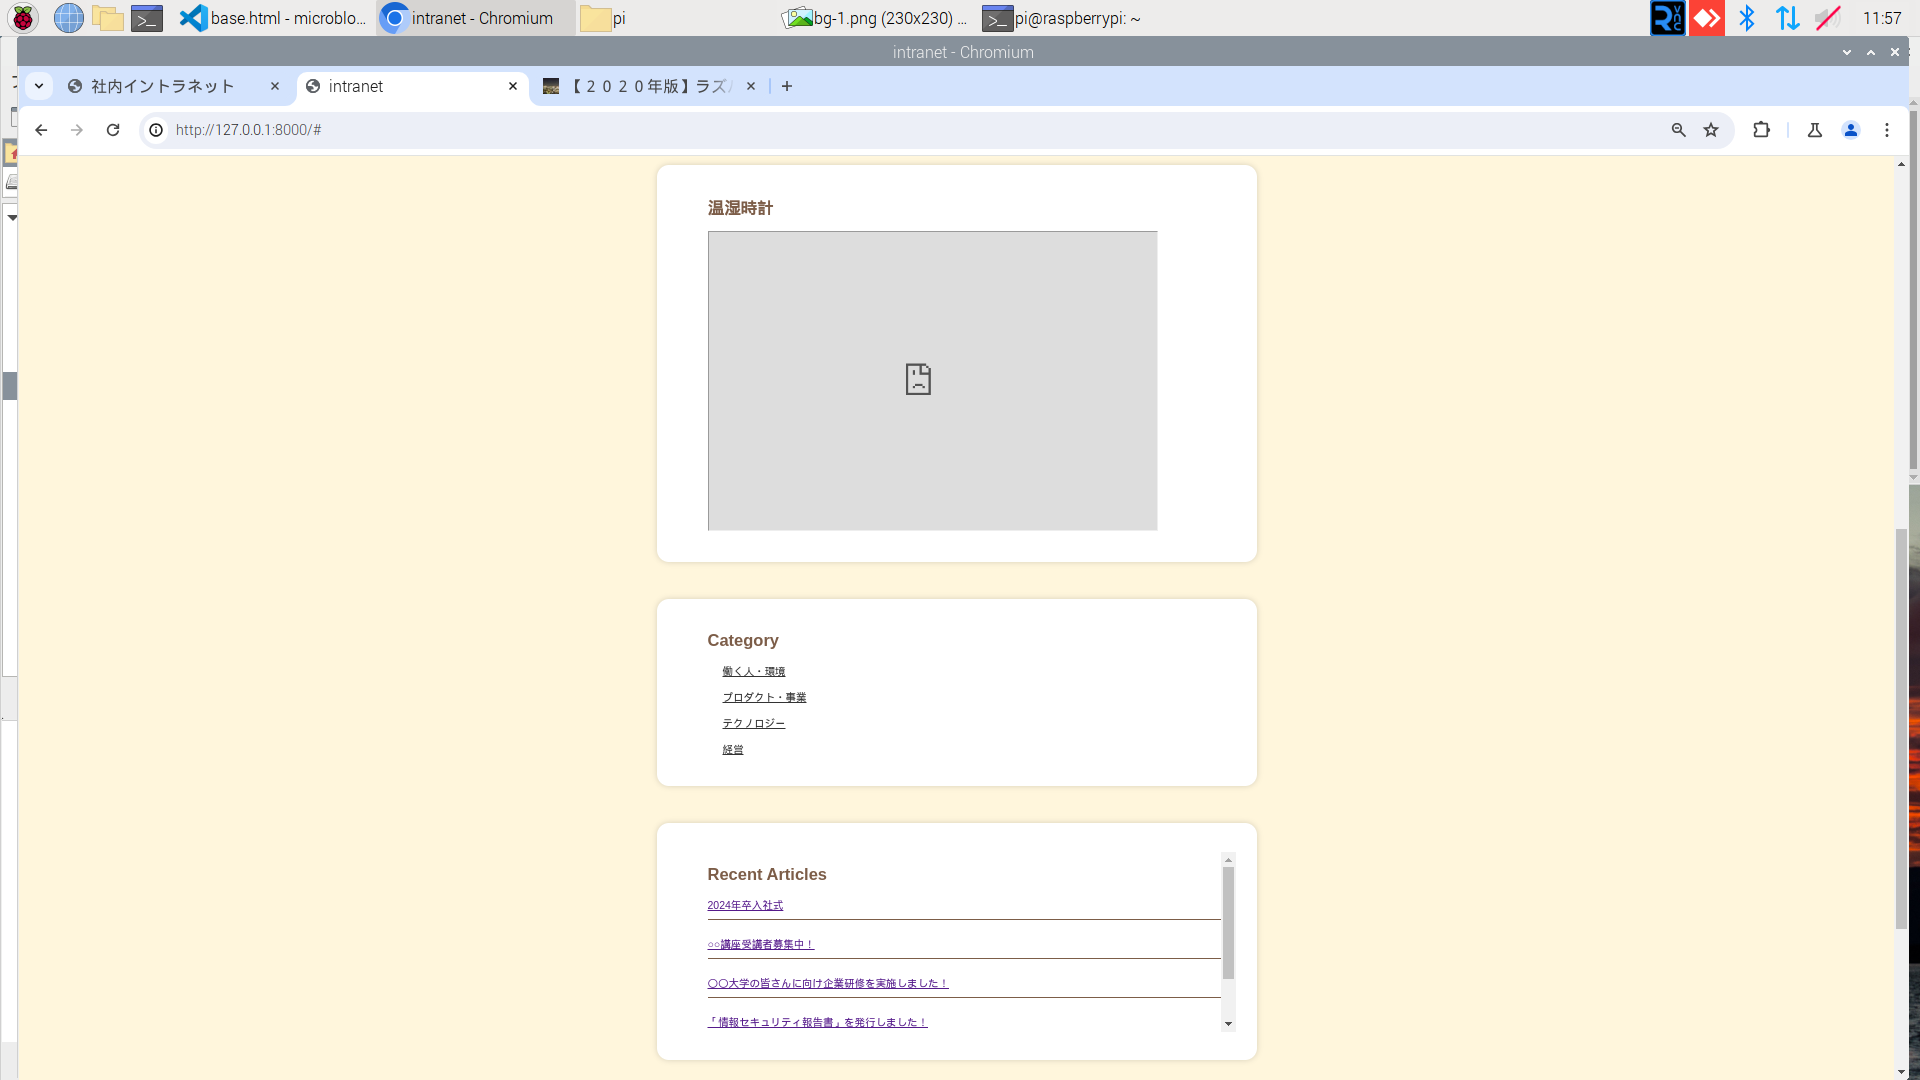 base.html - microblo...
intranet - Chromium
pi
bg-1.png (230x230) ...
pi@raspberrypi: ~
11:57
intranet - Chromium
社内イントラネット
intranet
【２０２０年版】ラズ
http://127.0.0.1:8000/#
温湿時計
Category
働く人・環境
プロダクト・事業
テクノロジー
経営
Recent Articles
2024年卒入社式
○○講座受講者募集中！
〇〇大学の皆さんに向け企業研修を実施しました！
「情報セキュリティ報告書」を発行しました！